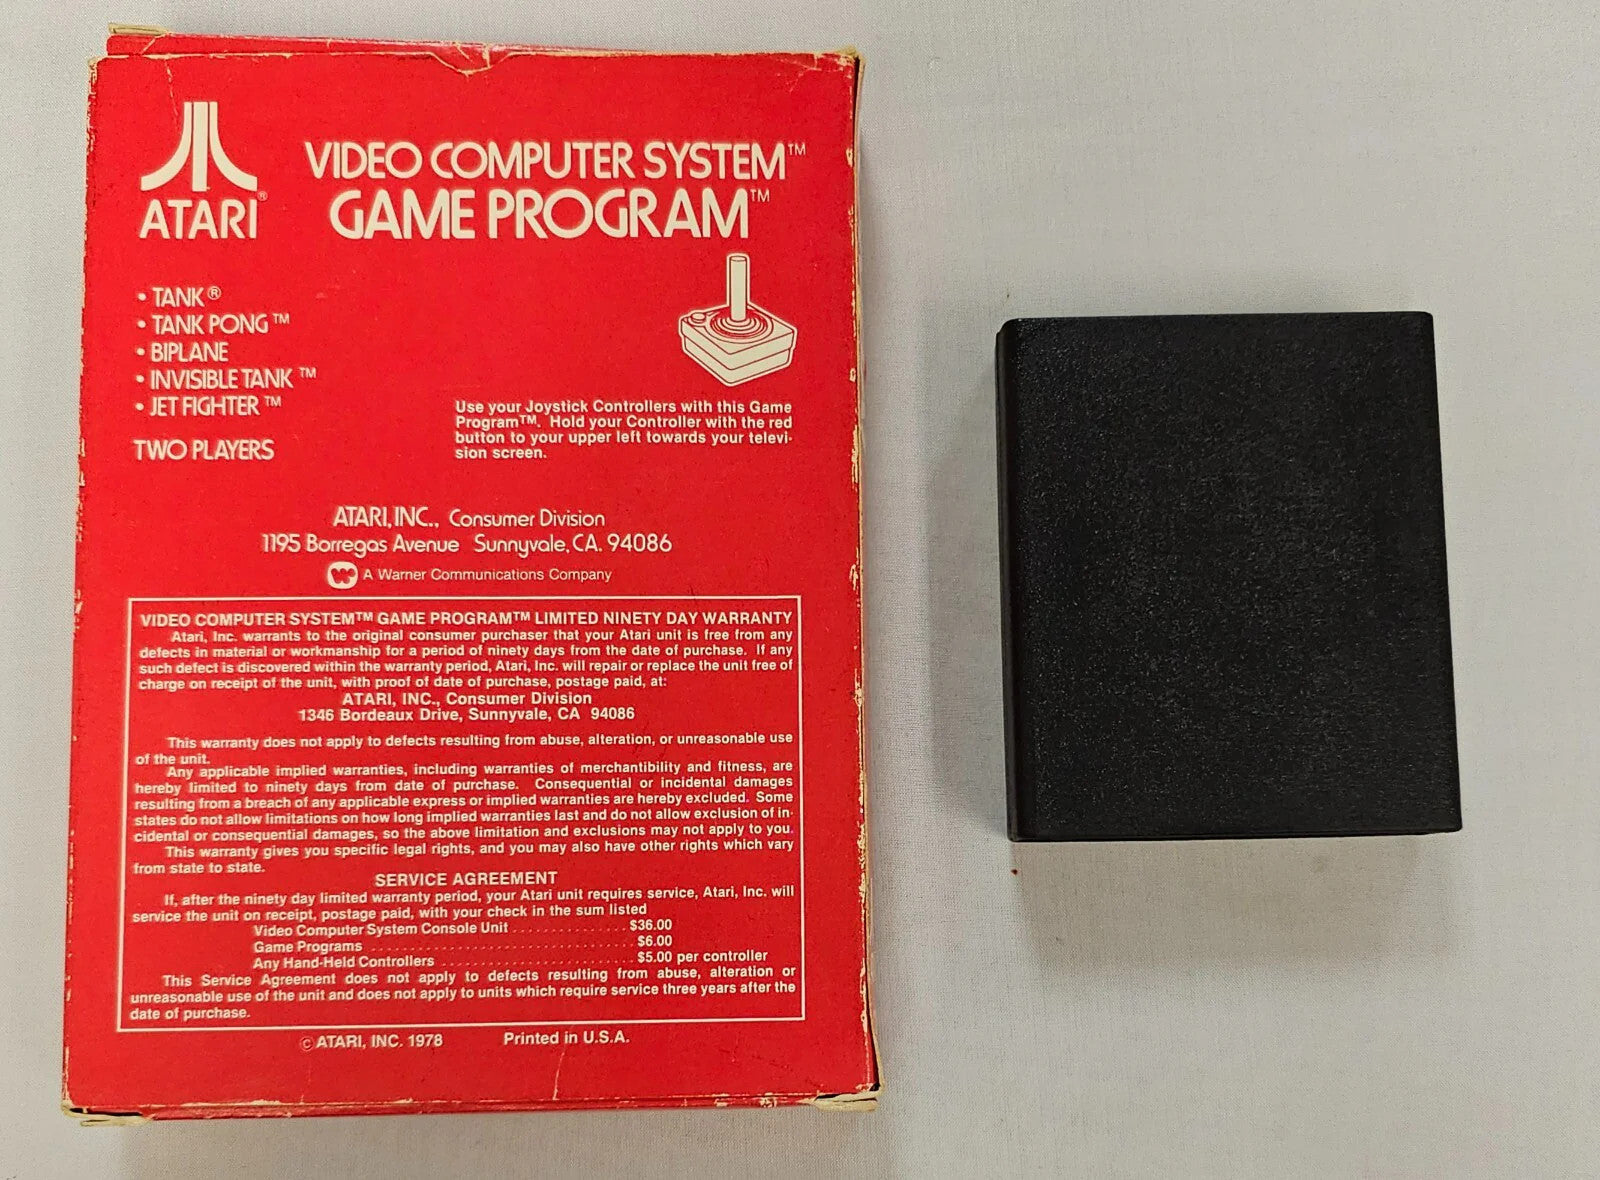 ATARI®
VIDEO COMPUTER SYSTEM™
GAME PROGRAM™
• TANK®
• TANK PONG™
• BIPLANE
• INVISIBLE TANK™
• JET FIGHTER™
TWO PLAYERS
Use your Joystick Controllers with this Game
Program™. Hold your Controller with the red
button to your upper left towards your televi-
sion screen.
ATARI, INC., Consumer Division
1195 Borregas Avenue Sunnyvale, CA. 94086
A Warner Communications Company
VIDEO COMPUTER SYSTEM™ GAME PROGRAM™ LIMITED NINETY DAY WARRANTY
Atari, Inc. warrants to the original consumer purchaser that your Atari unit is free from any
defects in material or workmanship for a period of ninety days from the date of purchase. If any
such defect is discovered within the warranty period, Atari, Inc. will repair or replace the unit free of
charge on receipt of the unit, with proof of date of purchase, postage paid, at:
ATARI, INC., Consumer Division
1346 Bordeaux Drive, Sunnyvale, CA 94086
This warranty does not apply to defects resulting from abuse, alteration, or unreasonable use
of the unit.
Any applicable implied warranties, including warranties of merchantibility and fitness, are
hereby limited to ninety days from date of purchase. Consequential or incidental damages
resulting from a breach of any applicable express or implied warranties are hereby excluded. Some
states do not allow limitations on how long implied warranties last and do not allow exclusion of in-
cidental or consequential damages, so the above limitation and exclusions may not apply to you.
This warranty gives you specific legal rights, and you may also have other rights which vary
from state to state.
SERVICE AGREEMENT
If, after the ninety day limited warranty period, your Atari unit requires service, Atari, Inc. will
service the unit on receipt, postage paid, with your check in the sum listed
Video Computer System Console Unit ............... $36.00
Game Programs ................................. $6.00
Any Hand-Held Controllers ........................ $5.00 per controller
This Service Agreement does not apply to defects resulting from abuse, alteration or
unreasonable use of the unit and does not apply to units which require service three years after the
date of purchase.
© ATARI, INC. 1978 Printed in U.S.A.